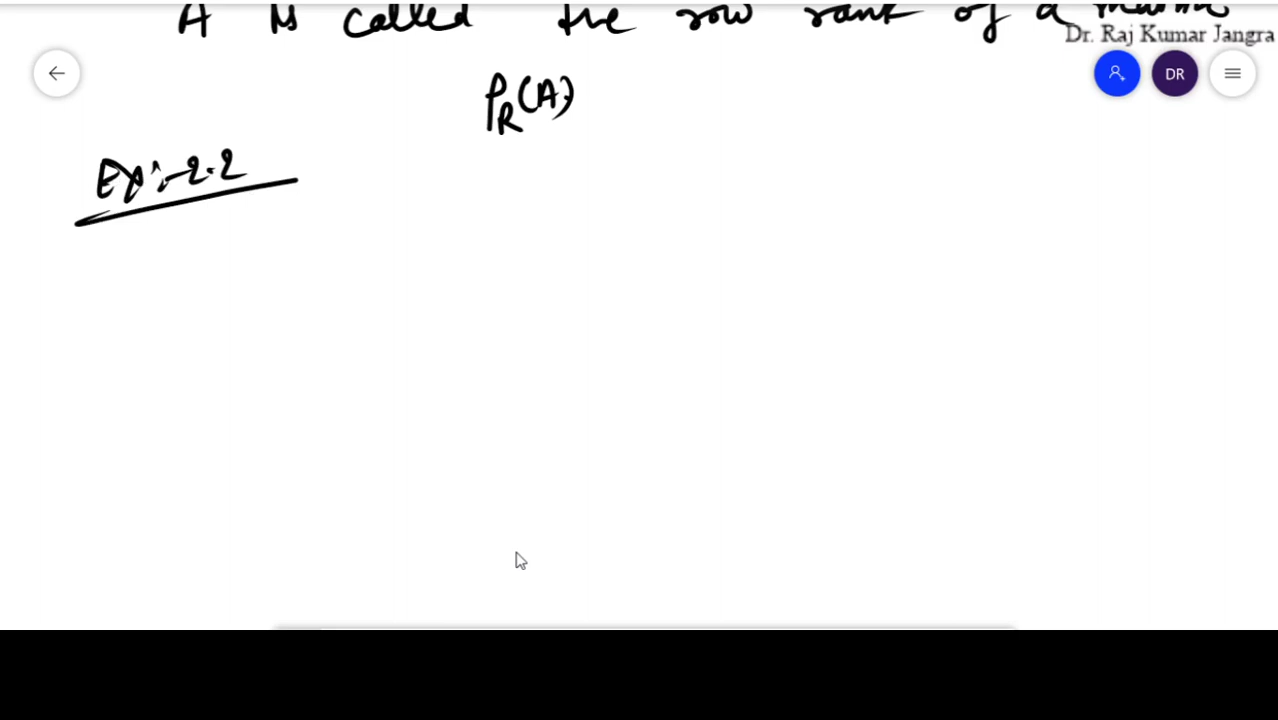 A is called the row rank of a matrix
Dr. Raj Kumar Jangra
DR
ρR(A)
Ex:-2.2